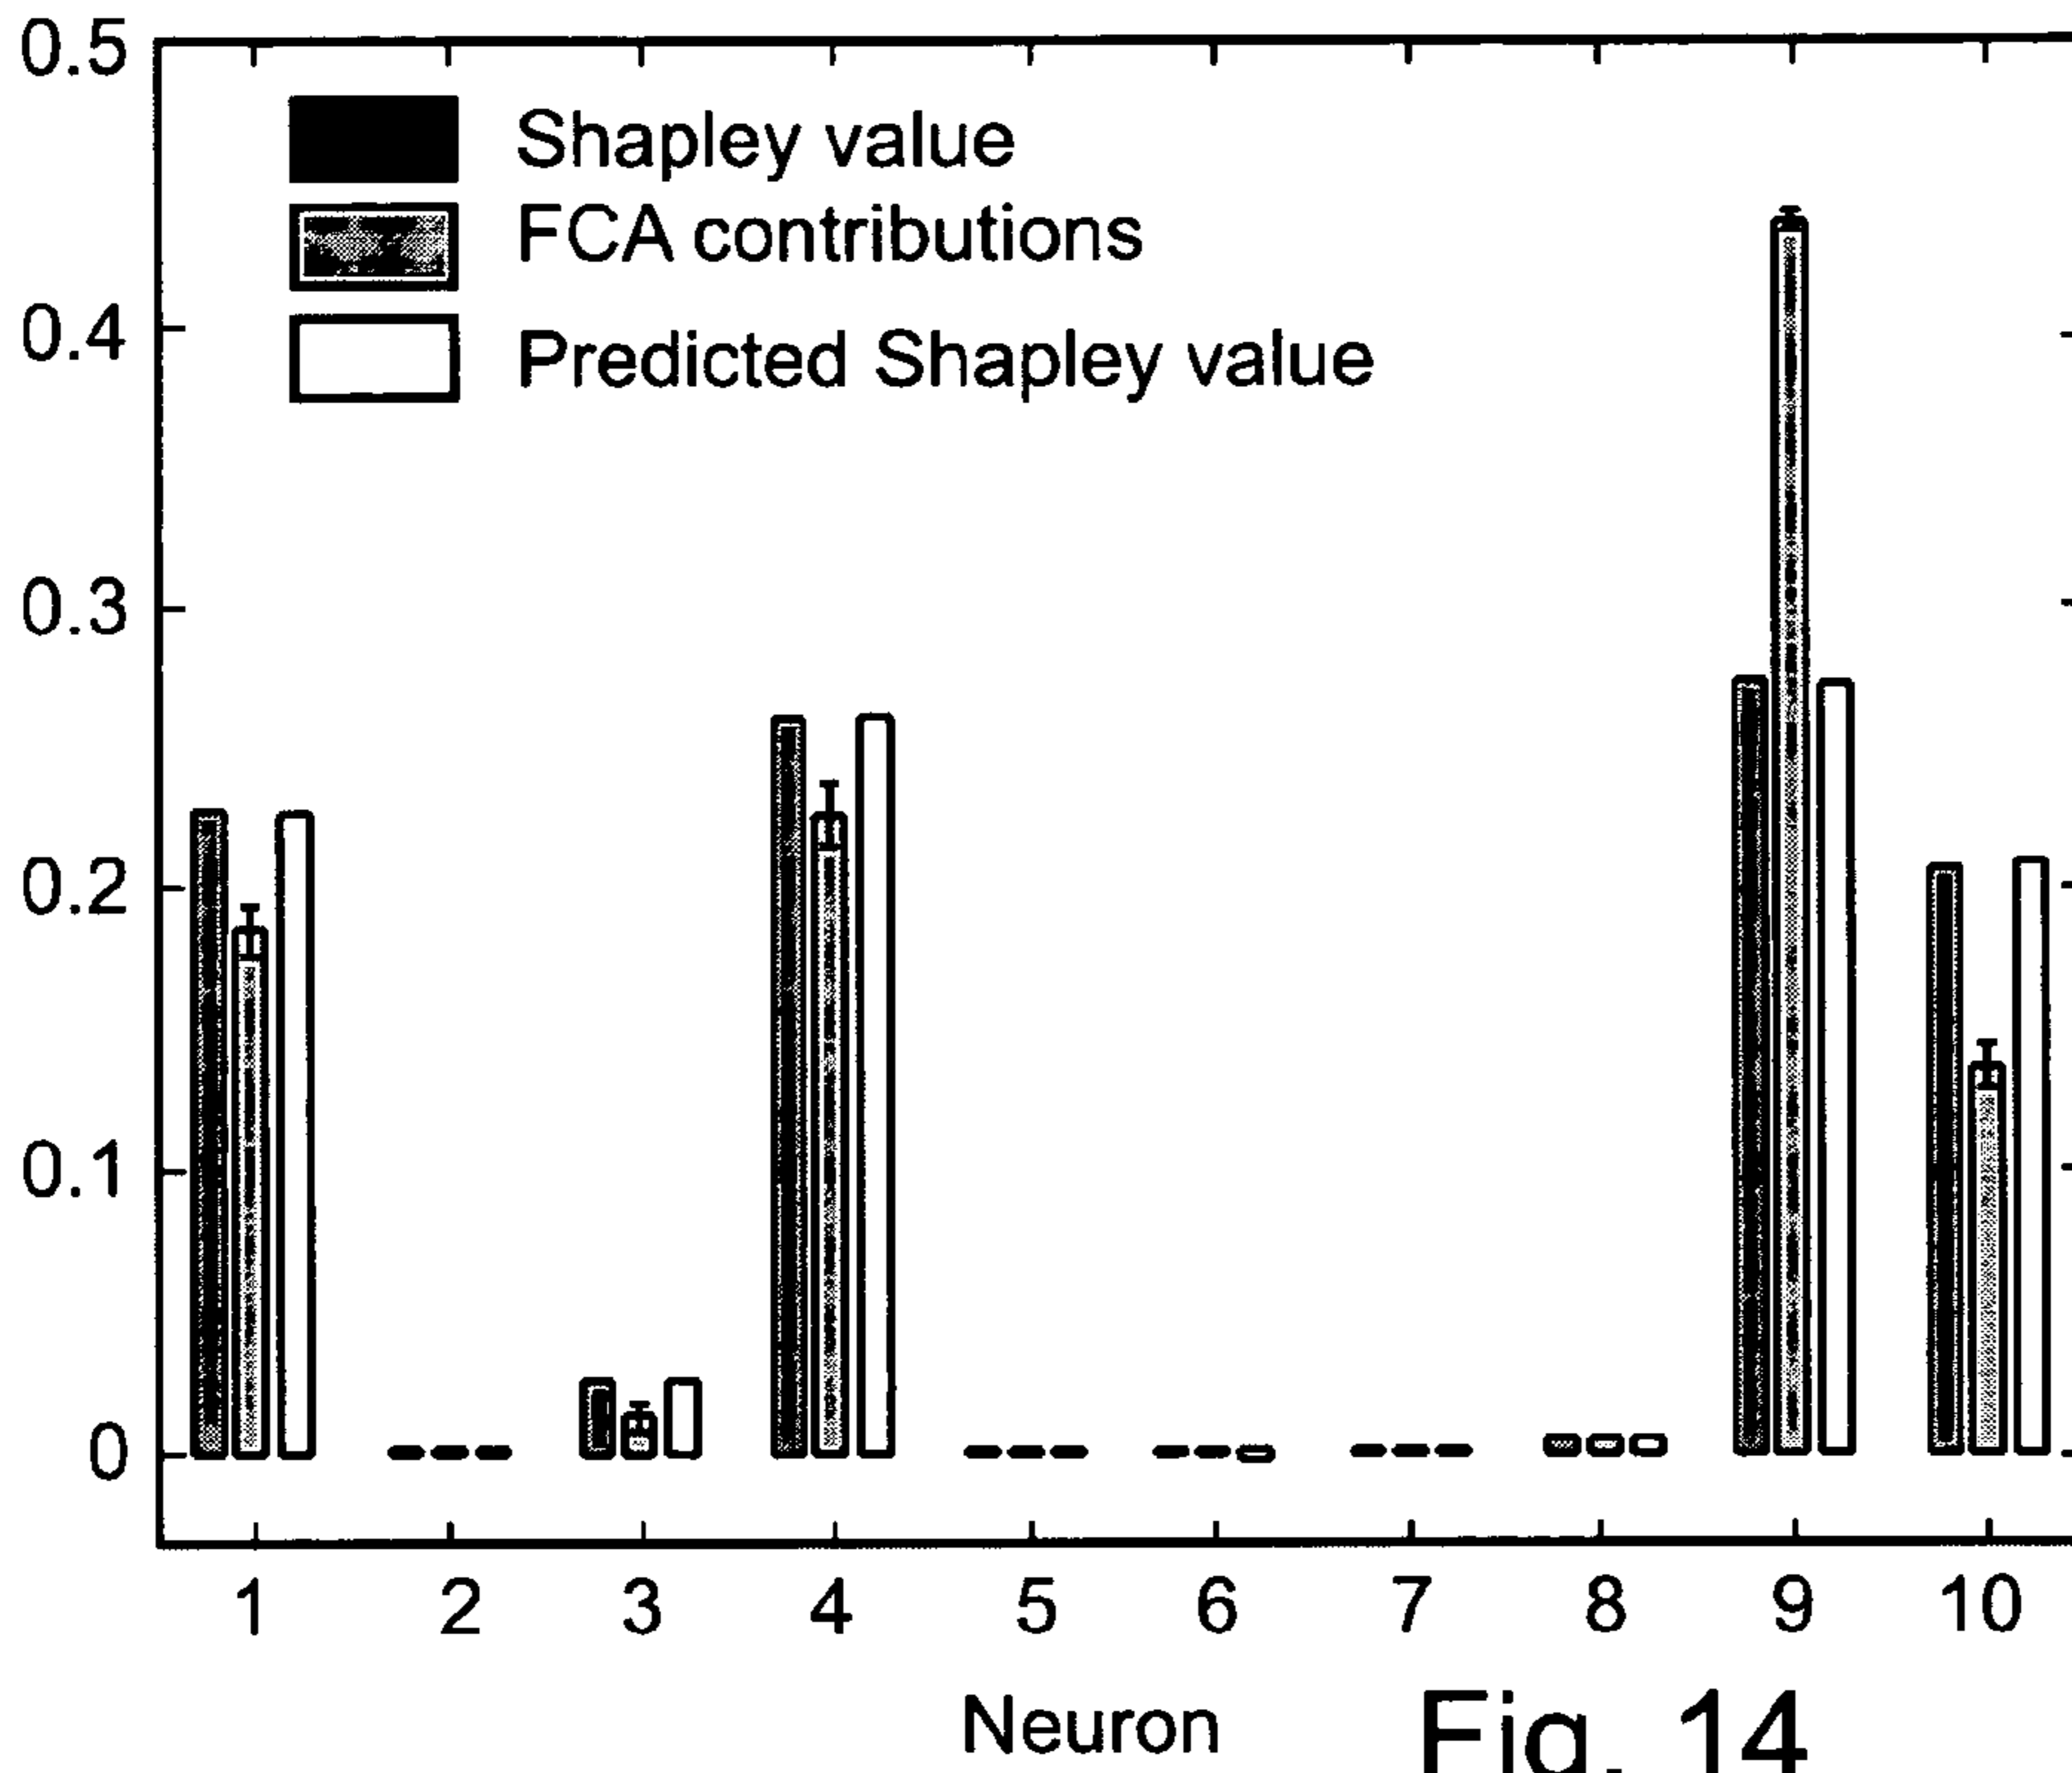 0.5
Shapley value
FCA contributions
0.4
Predicted Shapley value
0.3
0.2
0.1
0
1 2 3 4 5 6 7 8 9 10
Neuron
Fig. 14